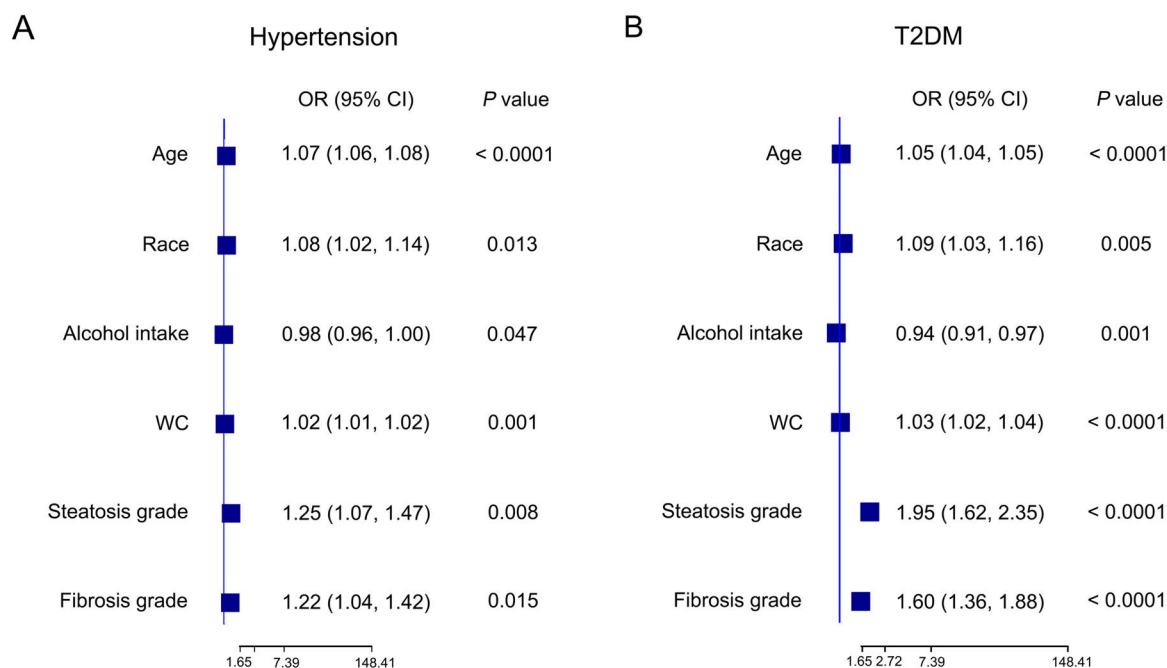 A
Hypertension
OR (95% CI) P value
Age 1.07 (1.06, 1.08) < 0.0001
Race 1.08 (1.02, 1.14) 0.013
Alcohol intake 0.98 (0.96, 1.00) 0.047
WC 1.02 (1.01, 1.02) 0.001
Steatosis grade 1.25 (1.07, 1.47) 0.008
Fibrosis grade 1.22 (1.04, 1.42) 0.015
1.65 7.39 148.41
B
T2DM
OR (95% CI) P value
Age 1.05 (1.04, 1.05) < 0.0001
Race 1.09 (1.03, 1.16) 0.005
Alcohol intake 0.94 (0.91, 0.97) 0.001
WC 1.03 (1.02, 1.04) < 0.0001
Steatosis grade 1.95 (1.62, 2.35) < 0.0001
Fibrosis grade 1.60 (1.36, 1.88) < 0.0001
1.65 2.72 7.39 148.41